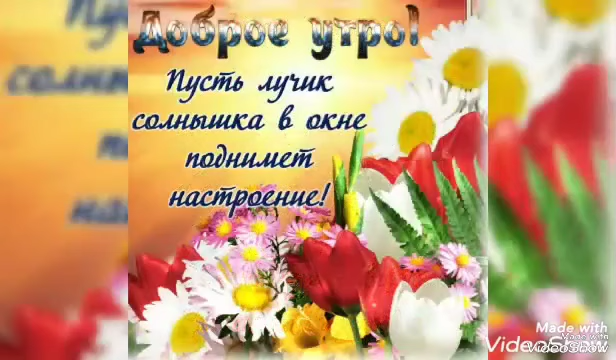 Доброе утро!
Пусть лучик
солнышка в окне
поднимет
настроение!
Made with
VideoShow